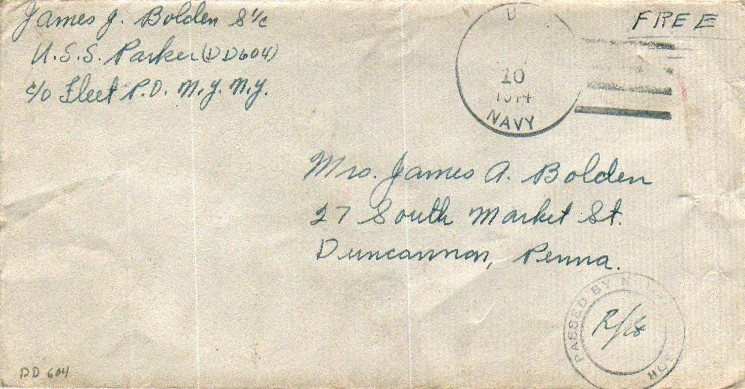 James J. Bolden S 1/c
U.S.S. Parker (DD604)
c/o Fleet P.O. N.Y. N.Y.
U
10
1944
NAVY
FREE
Mrs. James A. Bolden
27 South Market St.
Duncannon, Penna.
PASSED BY
DD 604